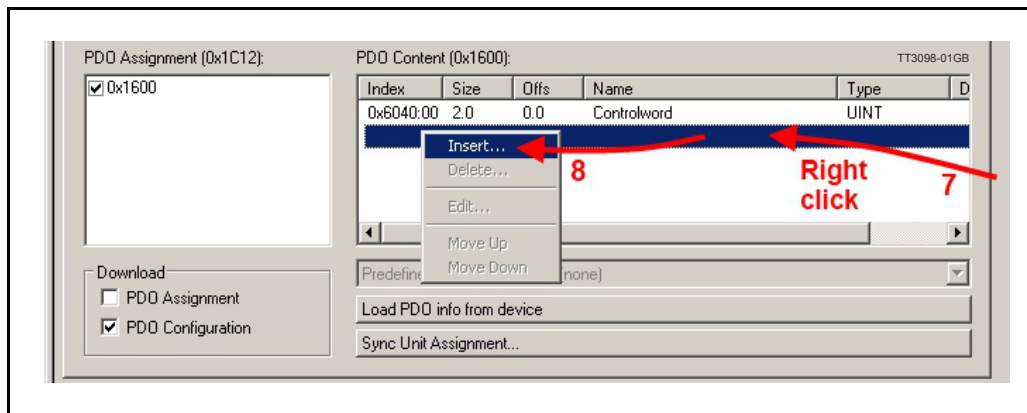 PDO Assignment (0x1C12):
PDO Content (0x1600):
TT3098-01GB
0x1600
Index Size Offs Name Type D
0x6040:00 2.0 0.0 Controlword UINT
Insert...
8
Right
click
7
Delete...
Edit...
Move Up
Move Down
Download
PDO Assignment
PDO Configuration
Predefine
(none)
Load PDO info from device
Sync Unit Assignment...